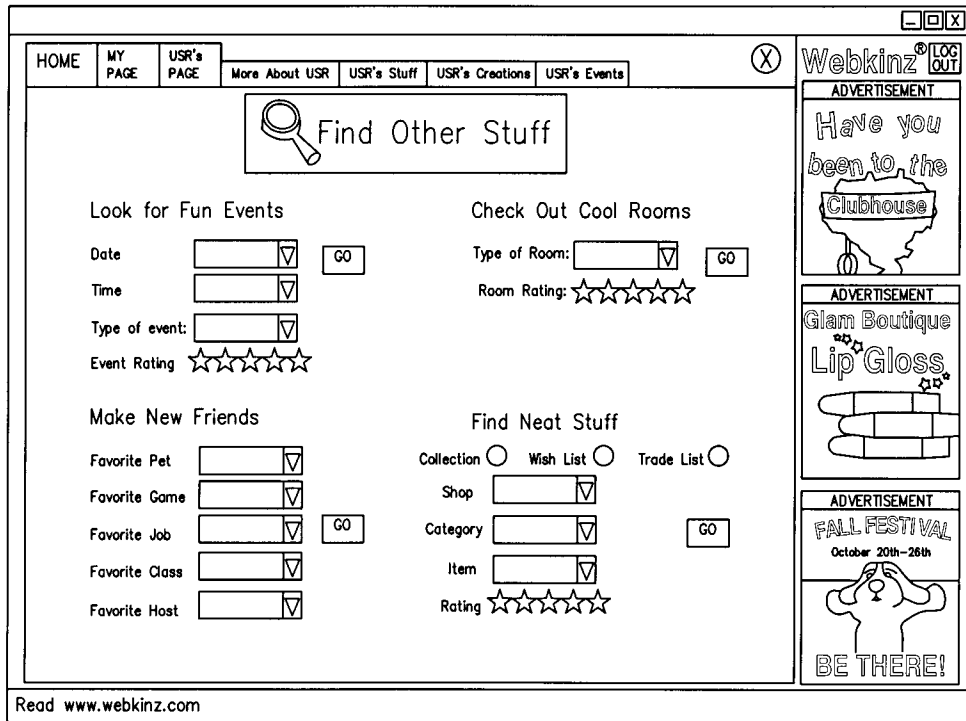 HOME
MY PAGE
USR's PAGE
More About USR
USR's Stuff
USR's Creations
USR's Events
X
Webkinz® LOG OUT
Find Other Stuff
Look for Fun Events
Date
GO
Time
Type of event:
Event Rating
Check Out Cool Rooms
Type of Room:
GO
Room Rating:
Make New Friends
Favorite Pet
Favorite Game
Favorite Job
GO
Favorite Class
Favorite Host
Find Neat Stuff
Collection Wish List Trade List
Shop
Category
GO
Item
Rating
ADVERTISEMENT
Have you
been to the
Clubhouse
ADVERTISEMENT
Glam Boutique
Lip Gloss
ADVERTISEMENT
FALL FESTIVAL
October 20th-26th
BE THERE!
Read www.webkinz.com